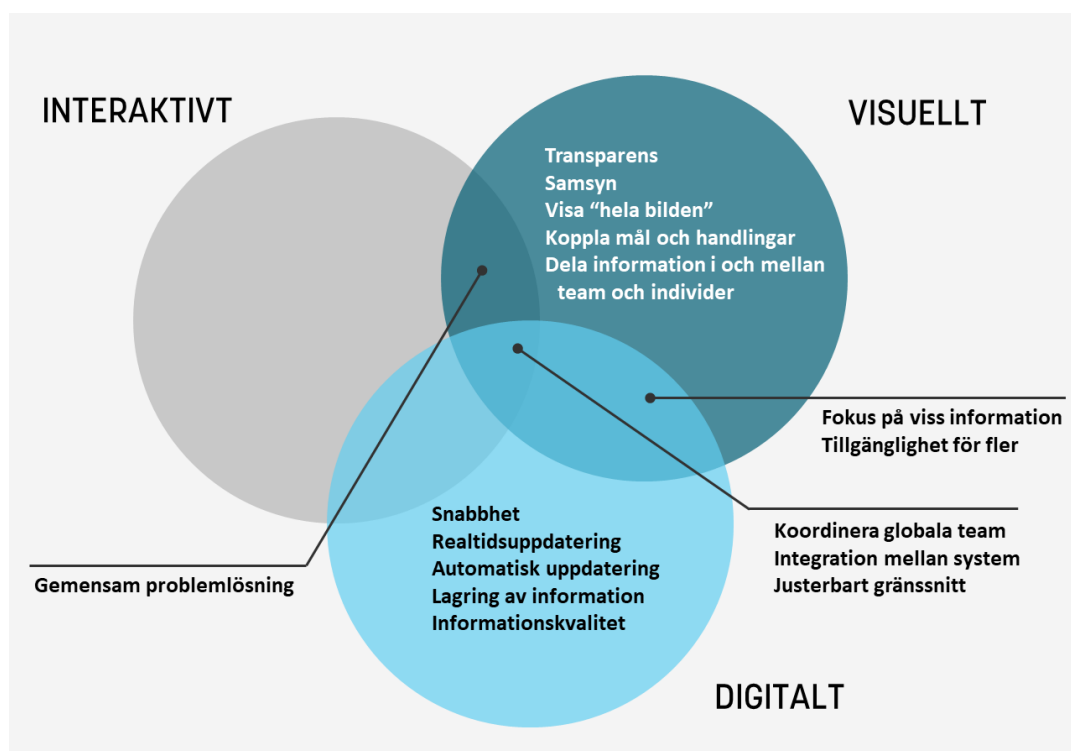 INTERAKTIVT
VISUELLT
Transparens
Samsyn
Visa “hela bilden”
Koppla mål och handlingar
Dela information i och mellan
team och individer
Fokus på viss information
Tillgänglighet för fler
Snabbhet
Realtidsuppdatering
Automatisk uppdatering
Lagring av information
Informationskvalitet
Koordinera globala team
Integration mellan system
Justerbart gränssnitt
Gemensam problemlösning
DIGITALT